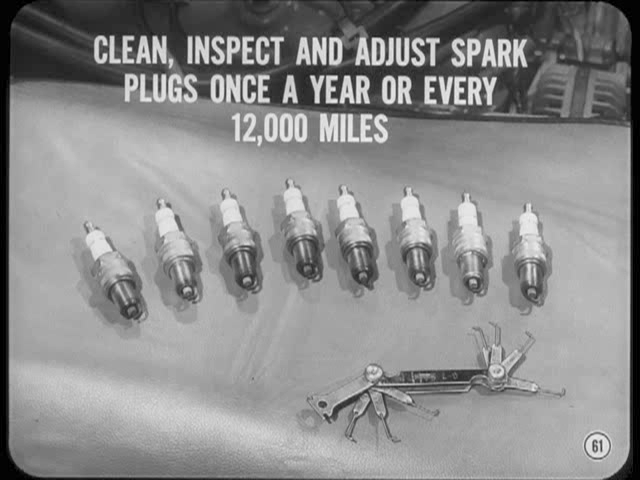 CLEAN, INSPECT AND ADJUST SPARK
PLUGS ONCE A YEAR OR EVERY
12,000 MILES
61